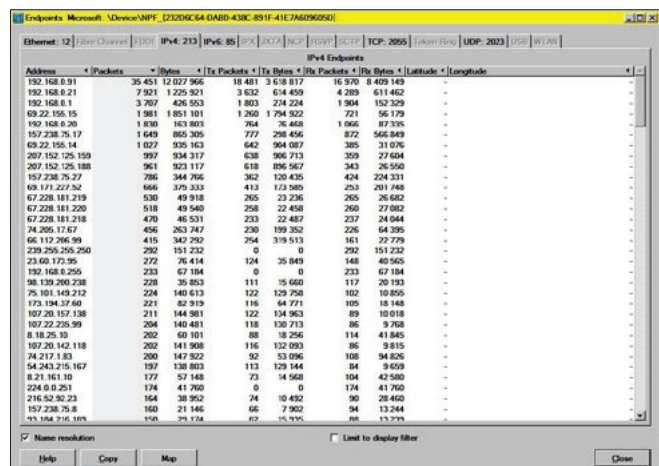 Endpoints: Microsoft: \Device\NPF_{232D6C64-DABD-438C-891F-41E7A609605D}
Ethernet: 12 Fibre Channel FDDI IPv4: 213 IPv6: 85 IPX JXTA NCP RSVP SCTP TCP: 2055 Token Ring UDP: 2023 USB WLAN
IPv4 Endpoints
Address Packets Bytes Tx Packets Tx Bytes Rx Packets Rx Bytes Latitude Longitude
192.168.0.91 35 451 12 027 966 18 481 3 618 817 16 970 8 409 149 - -
192.168.0.21 7 921 1 225 921 3 632 614 459 4 289 611 462 - -
192.168.0.1 3 707 426 553 1 803 274 224 1 904 152 329 - -
69.22.155.15 1 981 1 851 101 1 260 1 794 922 721 56 179 - -
192.168.0.20 1 830 163 803 764 76 468 1 066 87 335 - -
157.238.75.17 1 649 865 305 777 298 456 872 566 849 - -
69.22.155.14 1 027 935 163 642 904 087 385 31 076 - -
207.152.125.159 997 934 317 638 906 713 359 27 604 - -
207.152.125.188 961 923 117 618 896 567 343 26 550 - -
157.238.75.27 786 344 766 362 120 435 424 224 331 - -
69.171.227.52 666 375 333 413 173 585 253 201 748 - -
67.228.181.219 530 49 918 265 23 236 265 26 682 - -
67.228.181.220 518 49 540 258 22 458 260 27 082 - -
67.228.181.218 470 46 531 233 22 487 237 24 044 - -
74.205.17.67 456 263 747 230 199 352 226 64 395 - -
66.112.206.99 415 342 292 254 319 513 161 22 779 - -
239.255.255.250 292 151 232 0 0 292 151 232 - -
23.60.173.95 272 76 414 124 35 849 148 40 565 - -
192.168.0.255 233 67 184 0 0 233 67 184 - -
98.139.200.238 228 35 853 111 15 660 117 20 193 - -
75.101.149.212 224 140 613 122 129 758 102 10 855 - -
173.194.37.60 221 82 919 116 64 771 105 18 148 - -
107.20.157.138 211 144 981 122 134 963 89 10 018 - -
107.22.235.99 204 140 481 118 130 713 86 9 768 - -
8.18.25.10 202 60 101 88 18 256 114 41 845 - -
107.20.142.118 202 141 908 116 132 093 86 9 815 - -
74.217.1.83 200 147 922 92 53 096 108 94 826 - -
54.243.215.167 197 138 803 113 129 144 84 9 659 - -
8.21.161.10 177 57 148 73 14 568 104 42 580 - -
224.0.0.251 174 41 760 0 0 174 41 760 - -
216.52.92.23 164 38 952 74 10 492 90 28 460 - -
157.238.75.8 160 21 146 66 7 902 94 13 244 - -
93.184.216.169 150 29 174 62 15 935 88 13 239 - -
Name resolution Limit to display filter
Help Copy Map Close